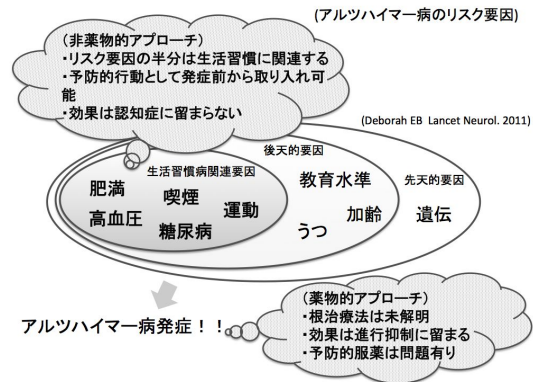 (アルツハイマー病のリスク要因)
（非薬物的アプローチ）
・リスク要因の半分は生活習慣に関連する
・予防的行動として発症前から取り入れ可
能
・効果は認知症に留まらない
(Deborah EB Lancet Neurol. 2011)
後天的要因
生活習慣病関連要因
先天的要因
肥満
喫煙
運動
高血圧
糖尿病
教育水準
加齢
うつ
遺伝
アルツハイマー病発症！！
（薬物的アプローチ）
・根治療法は未解明
・効果は進行抑制に留まる
・予防的服薬は問題有り